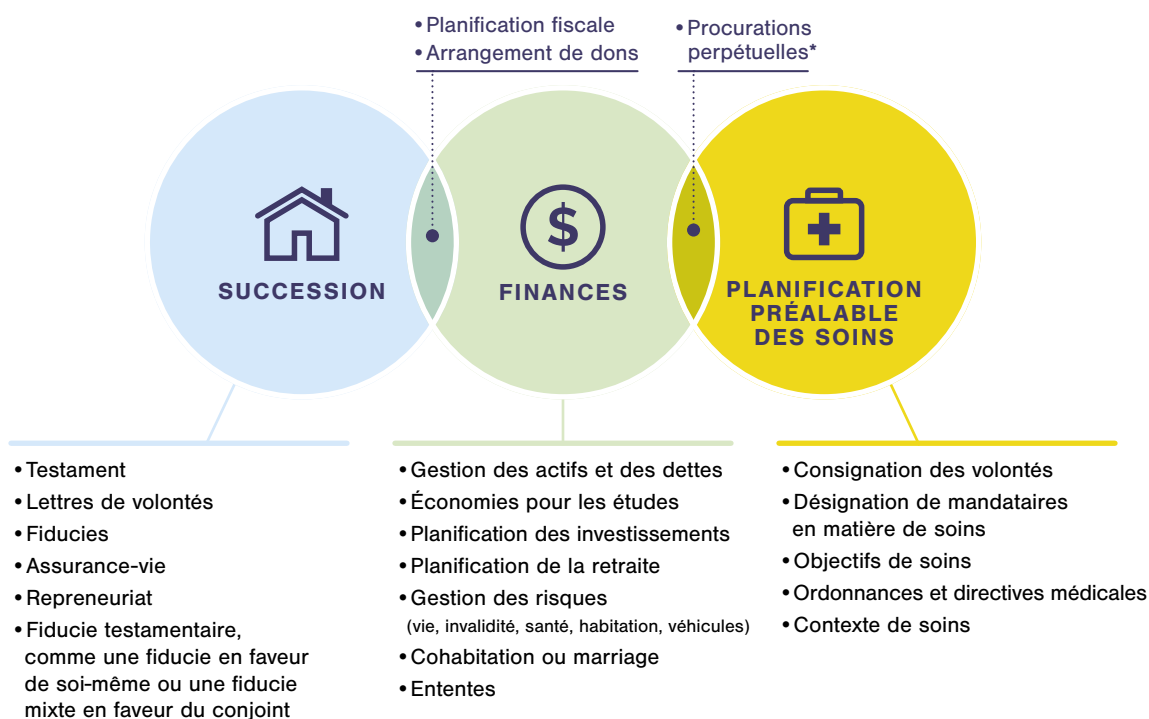 • Planification fiscale
• Arrangement de dons
• Procurations
perpétuelles*
SUCCESSION
$
FINANCES
PLANIFICATION
PRÉALABLE
DES SOINS
• Testament
• Lettres de volontés
• Fiducies
• Assurance-vie
• Repreneuriat
• Fiducie testamentaire,
comme une fiducie en faveur
de soi-même ou une fiducie
mixte en faveur du conjoint
• Gestion des actifs et des dettes
• Économies pour les études
• Planification des investissements
• Planification de la retraite
• Gestion des risques
(vie, invalidité, santé, habitation, véhicules)
• Cohabitation ou marriage
• Ententes
• Consignation des volontés
• Désignation de mandataires
en matière de soins
• Objectifs de soins
• Ordonnances et directives médicales
• Contexte de soins